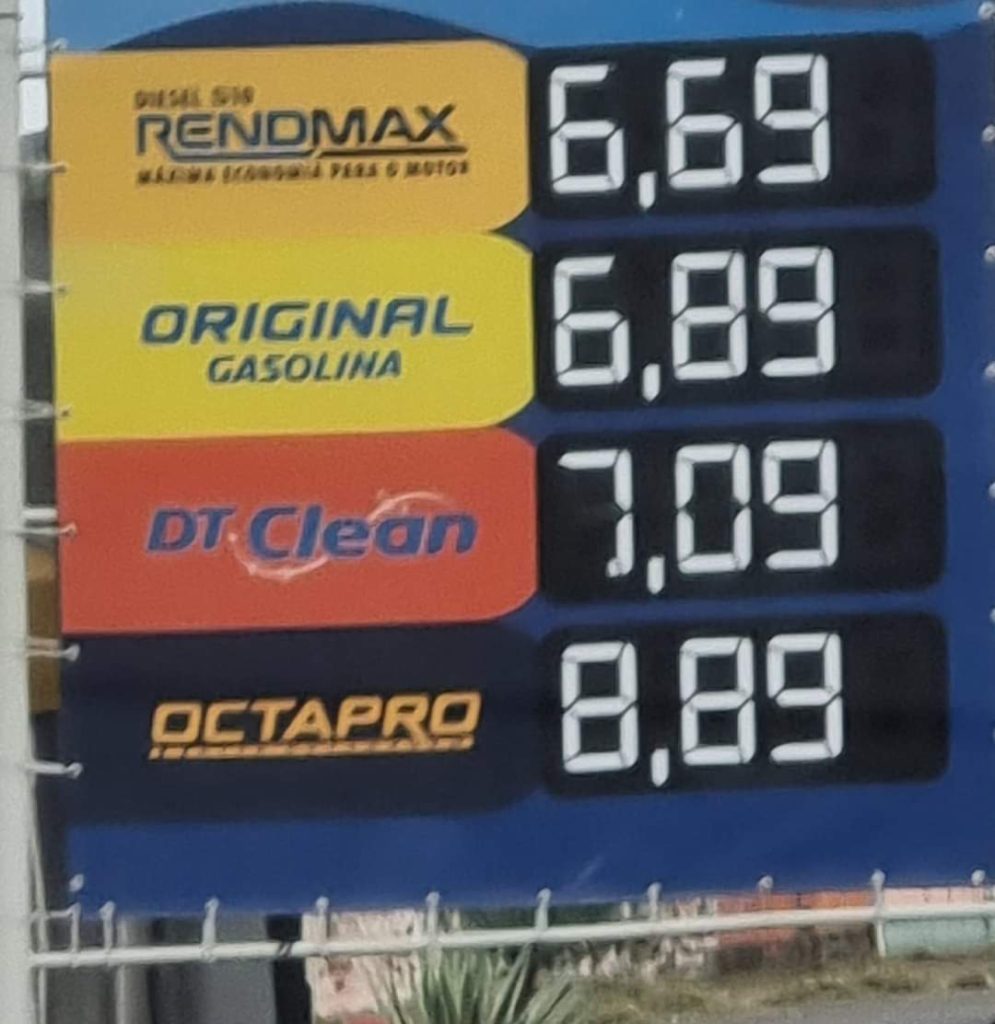 DIESEL S10
RENDMAX
MÁXIMA ECONOMIA PARA O MOTOR
6,69
ORIGINAL
GASOLINA
6,89
DT Clean
7,09
OCTAPRO
8,89